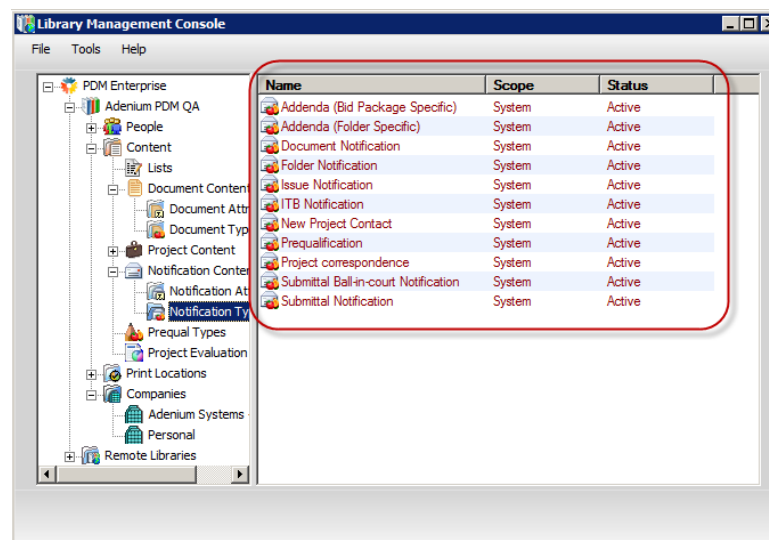 Library Management Console
File Tools Help
PDM Enterprise
Adenium PDM QA
People
Content
Lists
Document Content
Document Attr
Document Typ
Project Content
Notification Conter
Notification At
Notification Ty
Prequal Types
Project Evaluation
Print Locations
Companies
Adenium Systems
Personal
Remote Libraries
Name Scope Status
Addenda (Bid Package Specific) System Active
Addenda (Folder Specific) System Active
Document Notification System Active
Folder Notification System Active
Issue Notification System Active
ITB Notification System Active
New Project Contact System Active
Prequalification System Active
Project correspondence System Active
Submittal Ball-in-court Notification System Active
Submittal Notification System Active